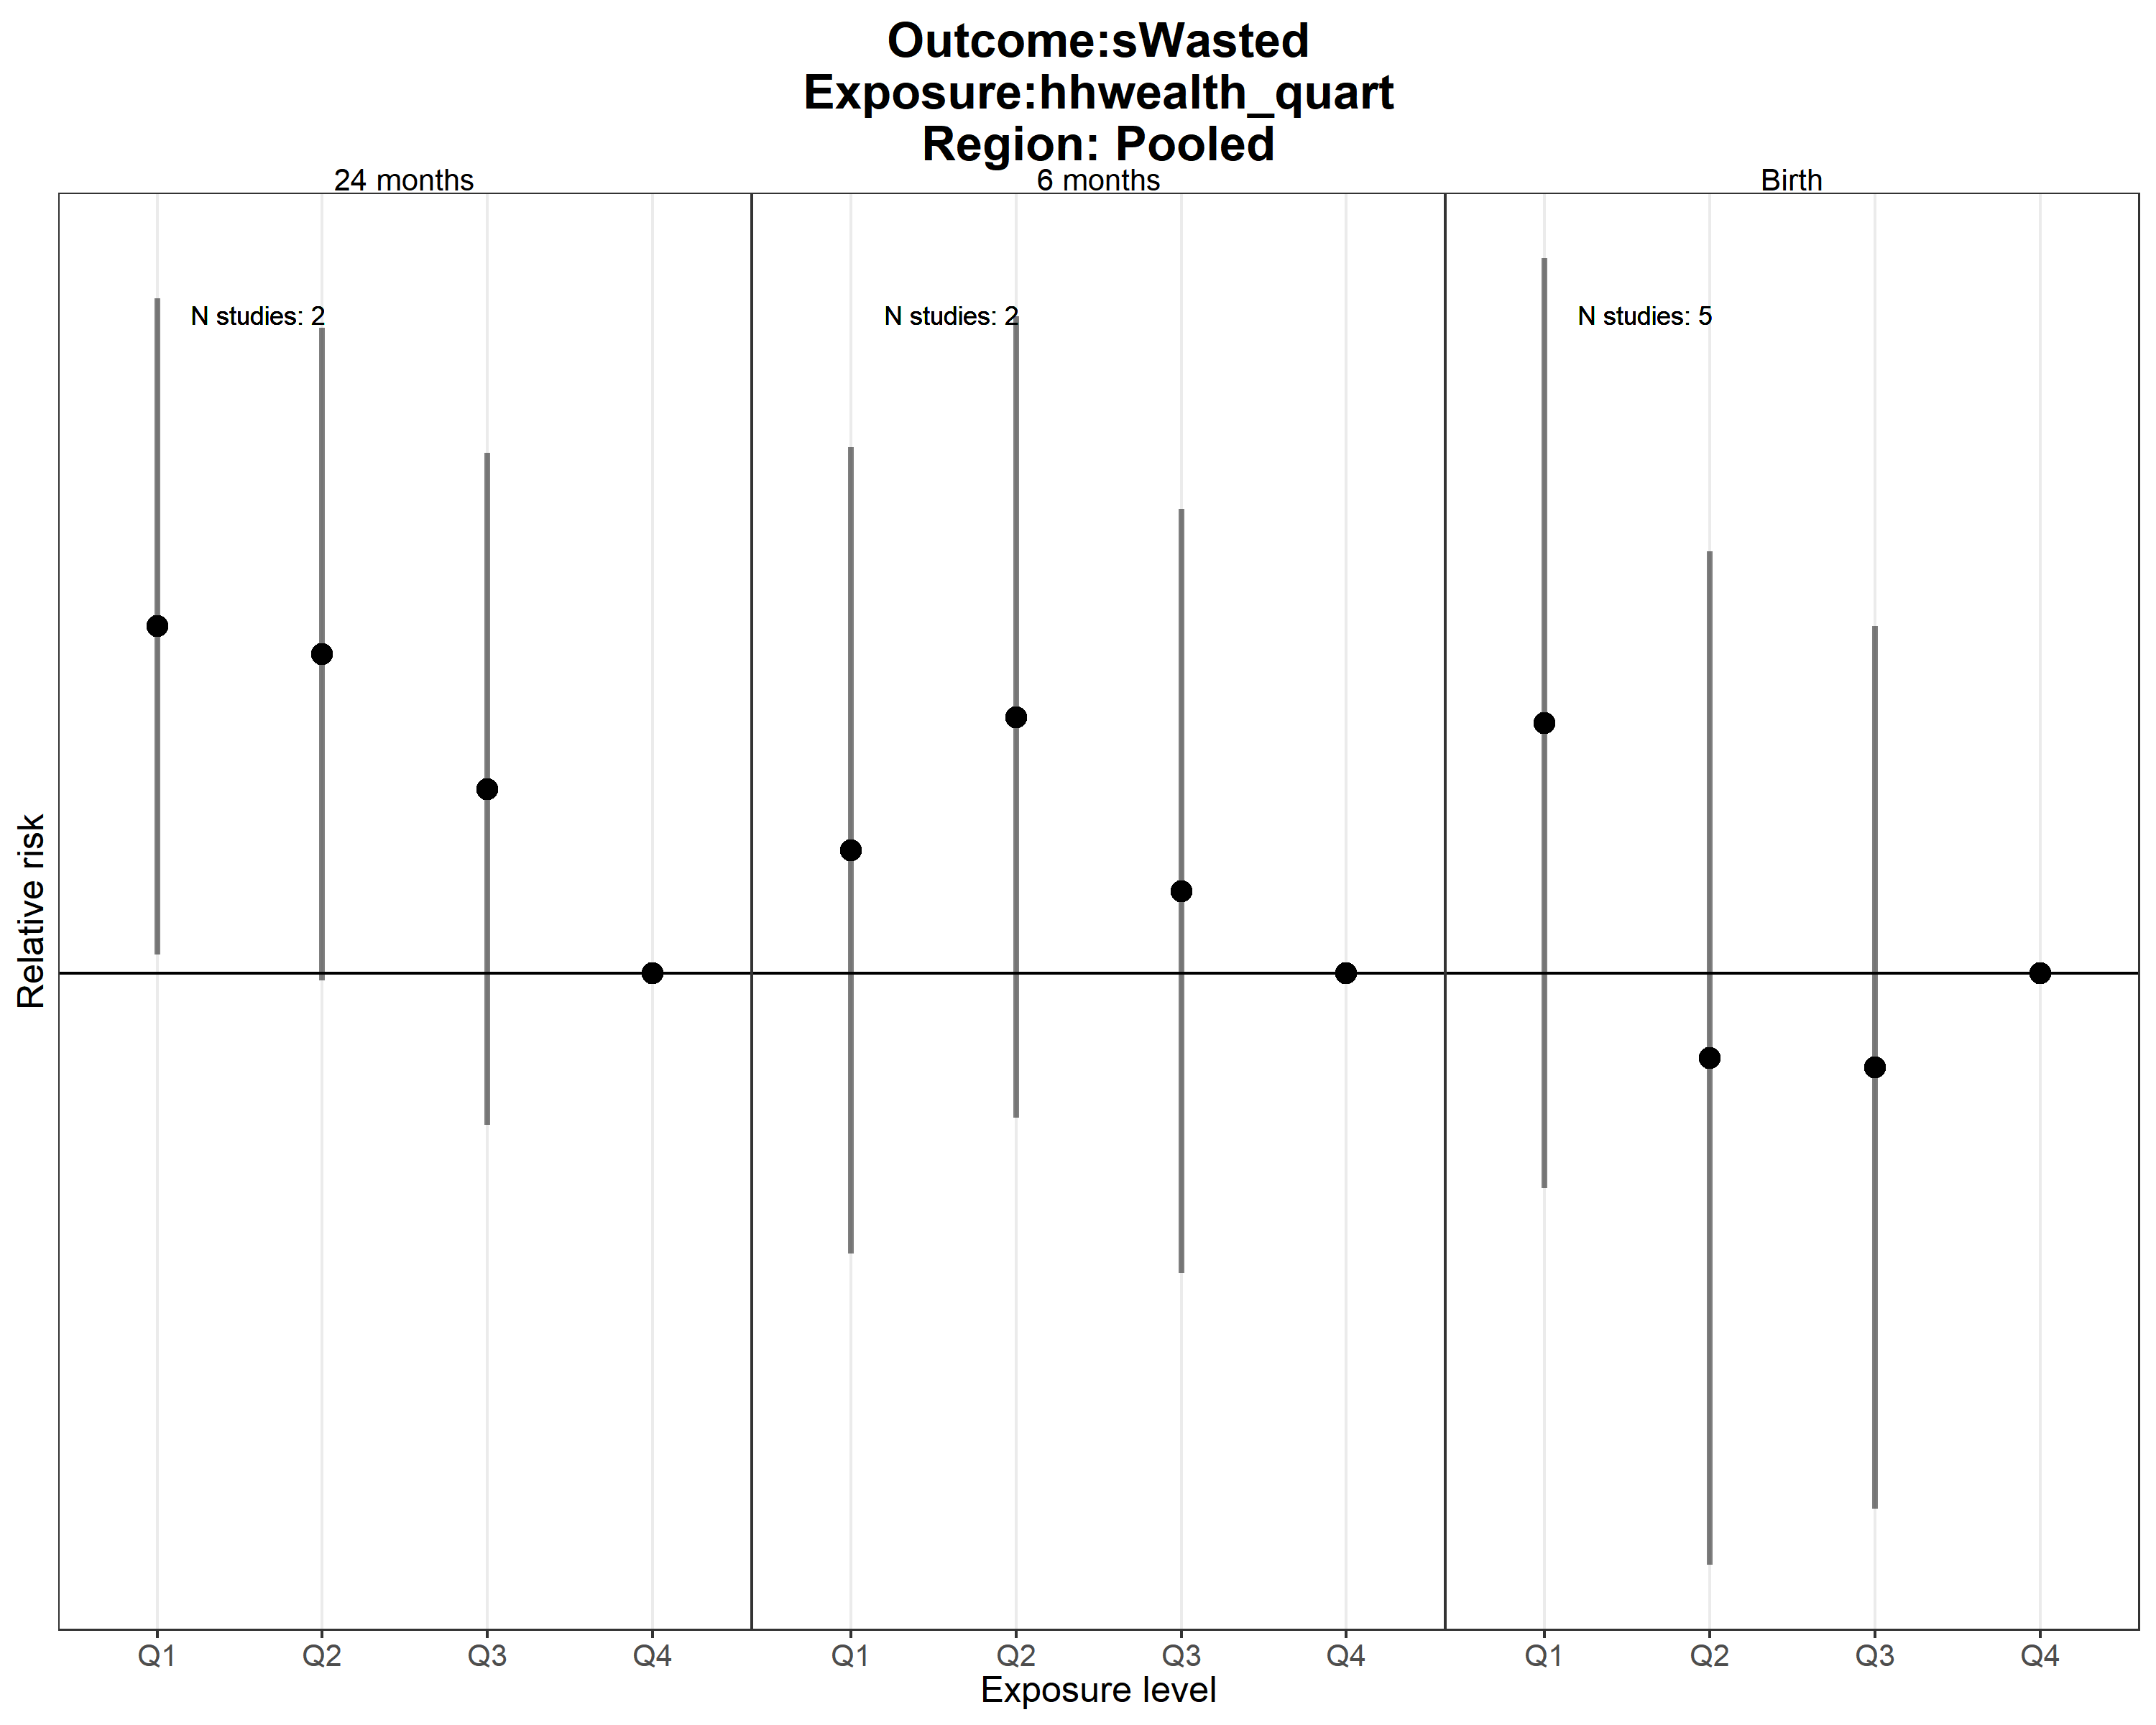 Outcome:sWasted
Exposure:hhwealth_quart
Region: Pooled
24 months
6 months
Birth
N studies: 2
N studies: 2
N studies: 5
Relative risk
Q1 Q2 Q3 Q4 Q1 Q2 Q3 Q4 Q1 Q2 Q3 Q4
Exposure level